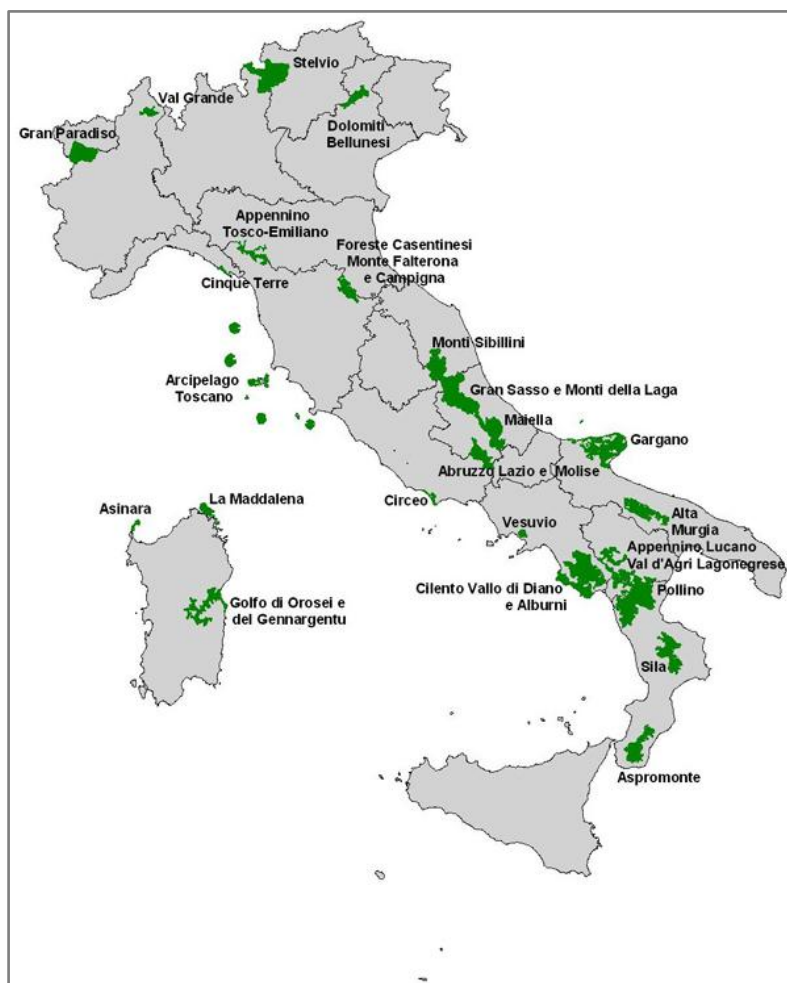 Stelvio
Val Grande
Gran Paradiso
Dolomiti
Bellunesi
Appennino
Tosco-Emiliano
Foreste Casentinesi
Monte Falterona
e Campigna
Cinque Terre
Monti Sibillini
Arcipelago
Toscano
Gran Sasso e Monti della Laga
Maiella
Gargano
Abruzzo Lazio e Molise
Circeo
La Maddalena
Asinara
Vesuvio
Alta
Murgia
Appennino Lucano
Val d'Agri Lagonegrese
Cilento Vallo di Diano
e Alburni
Pollino
Golfo di Orosei e
del Gennargentu
Sila
Aspromonte